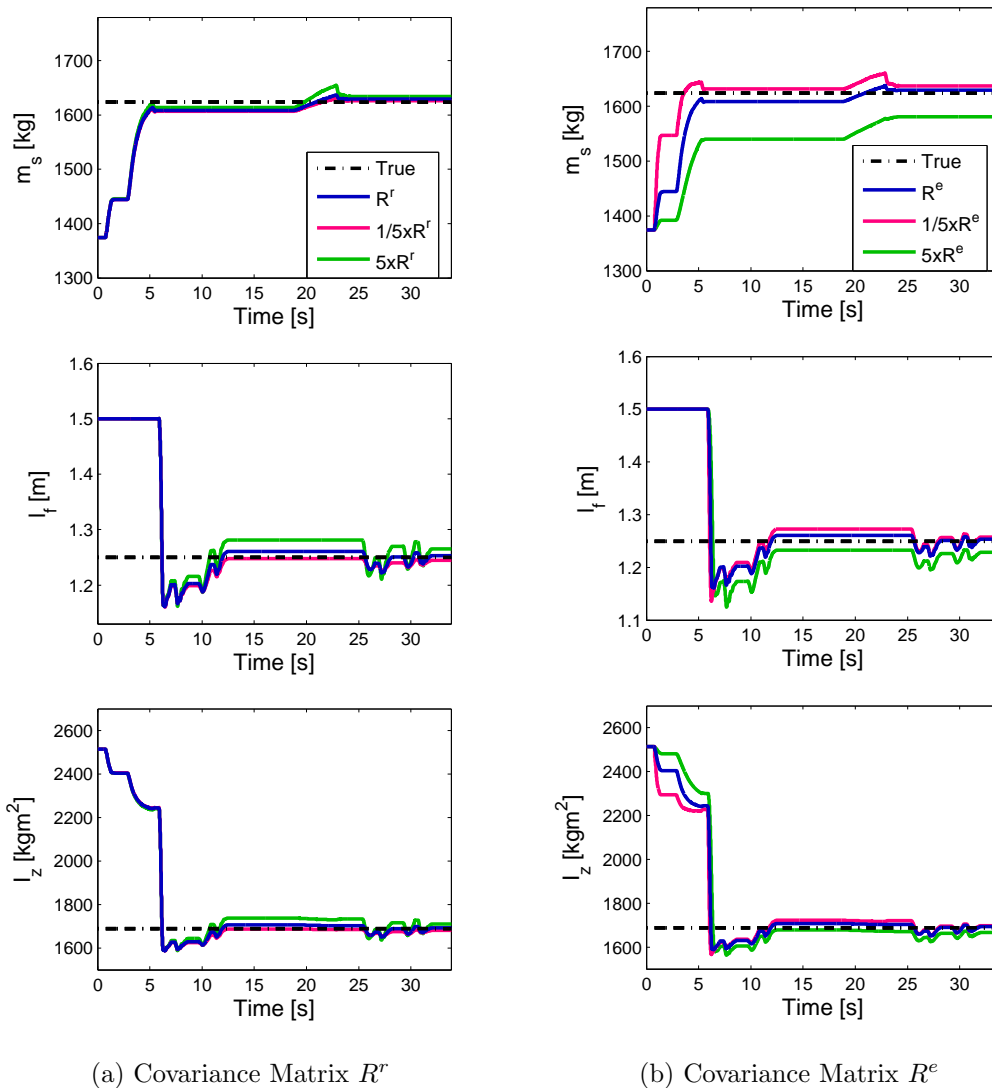 1700
1600
1500
1400
1300
m_s [kg]
0 5 10 15 20 25 30
Time [s]
True
R^r
1/5xR^r
5xR^r
1700
1600
1500
1400
1300
m_s [kg]
0 5 10 15 20 25 30
Time [s]
True
R^e
1/5xR^e
5xR^e
1.6
1.5
1.4
1.3
1.2
l_f [m]
0 5 10 15 20 25 30
Time [s]
1.6
1.5
1.4
1.3
1.2
1.1
l_f [m]
0 5 10 15 20 25 30
Time [s]
2600
2400
2200
2000
1800
1600
I_z [kgm^2]
0 5 10 15 20 25 30
Time [s]
2600
2400
2200
2000
1800
1600
I_z [kgm^2]
0 5 10 15 20 25 30
Time [s]
(a) Covariance Matrix R^r
(b) Covariance Matrix R^e